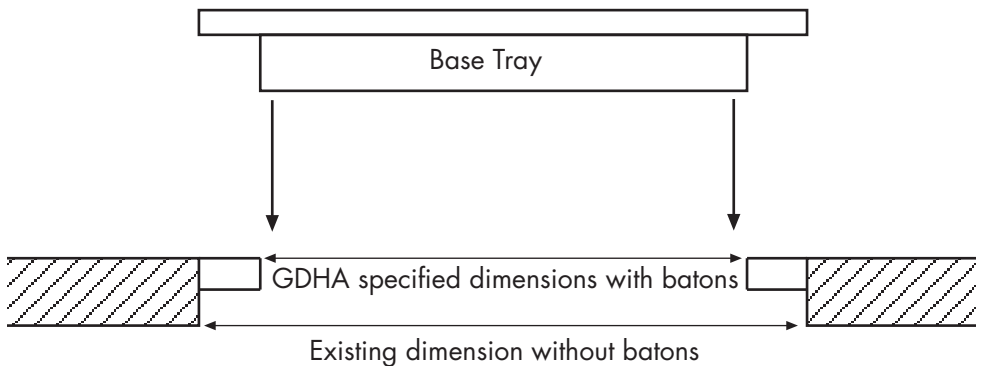 Base Tray
GDHA specified dimensions with batons
Existing dimension without batons